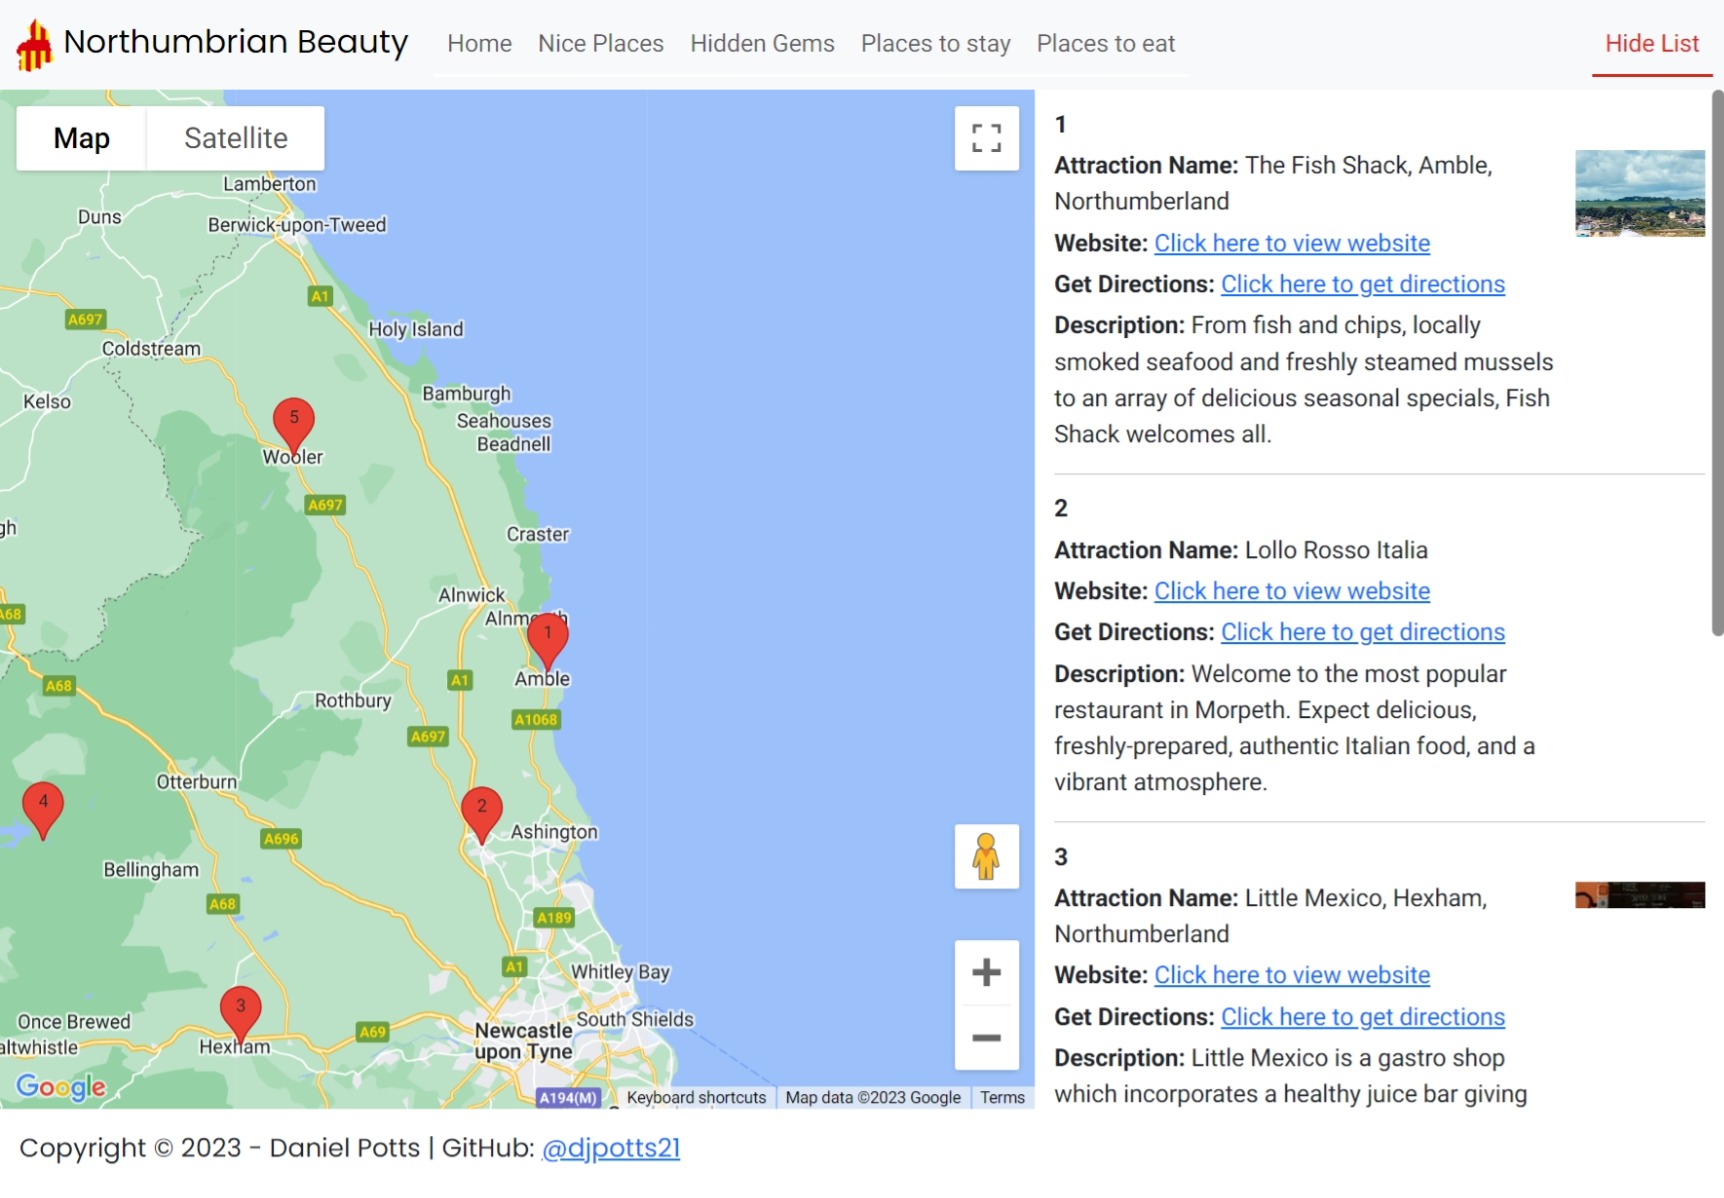 Northumbrian Beauty
Home
Nice Places
Hidden Gems
Places to stay
Places to eat
Hide List
Map
Satellite
Lamberton
Duns
Berwick-upon-Tweed
A1
A697
Holy Island
Coldstream
Bamburgh
Kelso
Seahouses
5
Beadnell
Wooler
A697
gh
Craster
Alnwick
A68
1
A68
A1
Amble
Rothbury
A1068
A697
Otterburn
4
2
Ashington
A696
Bellingham
A68
A189
A1
Whitley Bay
3
Once Brewed
South Shields
A69
Newcastle
upon Tyne
altwhistle
Hexham
Google
A194(M)
Keyboard shortcuts
Map data ©2023 Google
Terms
1
Attraction Name: The Fish Shack, Amble,
Northumberland
Website: Click here to view website
Get Directions: Click here to get directions
Description: From fish and chips, locally
smoked seafood and freshly steamed mussels
to an array of delicious seasonal specials, Fish
Shack welcomes all.
2
Attraction Name: Lollo Rosso Italia
Website: Click here to view website
Get Directions: Click here to get directions
Description: Welcome to the most popular
restaurant in Morpeth. Expect delicious,
freshly-prepared, authentic Italian food, and a
vibrant atmosphere.
3
Attraction Name: Little Mexico, Hexham,
Northumberland
Website: Click here to view website
Get Directions: Click here to get directions
Description: Little Mexico is a gastro shop
which incorporates a healthy juice bar giving
Copyright © 2023 - Daniel Potts | GitHub: @djpotts21